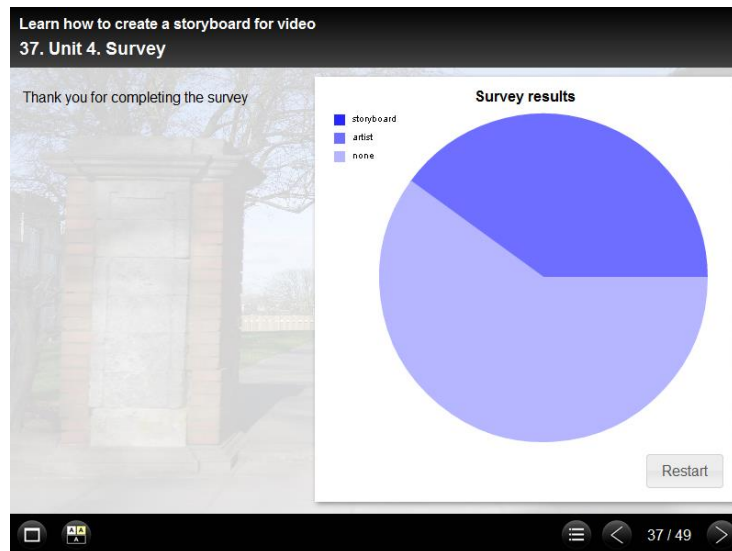 Learn how to create a storyboard for video
37. Unit 4. Survey
Thank you for completing the survey
Survey results
storyboard
artist
none
Restart
A A
A
37 / 49